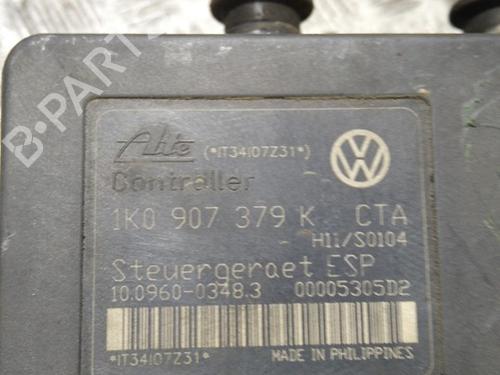 Ate (*IT34I07Z31*)
Controller
1K0 907 379 K CTA
H11/S0104
Steuergeraet ESP
10.0960-0348.3 00005305D2
*IT34I07Z31* MADE IN PHILIPPINES